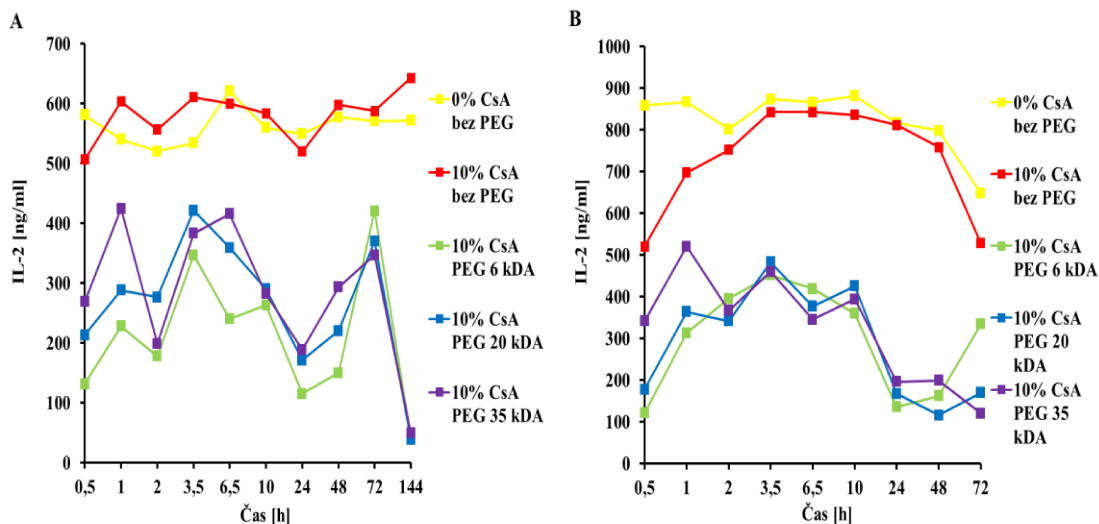 A
IL-2 [ng/ml]
700
600
500
400
300
200
100
0
0,5 1 2 3,5 6,5 10 24 48 72 144
Čas [h]
0% CsA
bez PEG
10% CsA
bez PEG
10% CsA
PEG 6 kDA
10% CsA
PEG 20 kDA
10% CsA
PEG 35 kDA
B
IL-2 [ng/ml]
1000
900
800
700
600
500
400
300
200
100
0
0,5 1 2 3,5 6,5 10 24 48 72
Čas [h]
0% CsA
bez PEG
10% CsA
bez PEG
10% CsA
PEG 6 kDA
10% CsA
PEG 20
kDA
10% CsA
PEG 35
kDA